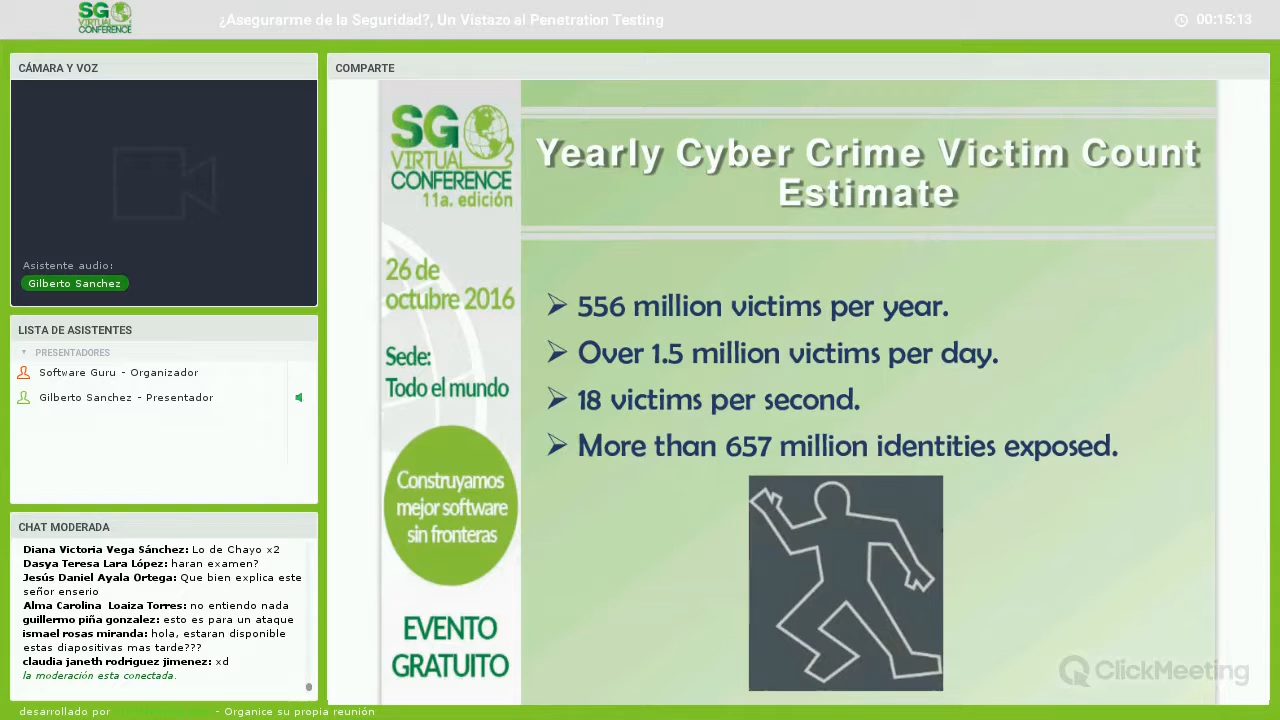 SG
VIRTUAL
CONFERENCE
¿Asegurarme de la Seguridad?, Un Vistazo al Penetration Testing
00:15:13
CÁMARA Y VOZ
Asistente audio:
Gilberto Sanchez
LISTA DE ASISTENTES
PRESENTADORES
Software Guru - Organizador
Gilberto Sanchez - Presentador
CHAT MODERADA
Diana Victoria Vega Sánchez: Lo de Chayo x2
Dasya Teresa Lara López: haran examen?
Jesús Daniel Ayala Ortega: Que bien explica este
señor enserio
Alma Carolina Loaiza Torres: no entiendo nada
guillermo piña gonzalez: esto es para un ataque
ismael rosas miranda: hola, estaran disponible
estas diapositivas mas tarde???
claudia janeth rodriguez jimenez: xd
la moderación esta conectada.
desarrollado por
- Organice su propia reunión
COMPARTE
SG
VIRTUAL
CONFERENCE
11a. edición
26 de
octubre 2016
Sede:
Todo el mundo
Construyamos
mejor software
sin fronteras
EVENTO
GRATUITO
Yearly Cyber Crime Victim Count
Estimate
556 million victims per year.
Over 1.5 million victims per day.
18 victims per second.
More than 657 million identities exposed.
ClickMeeting